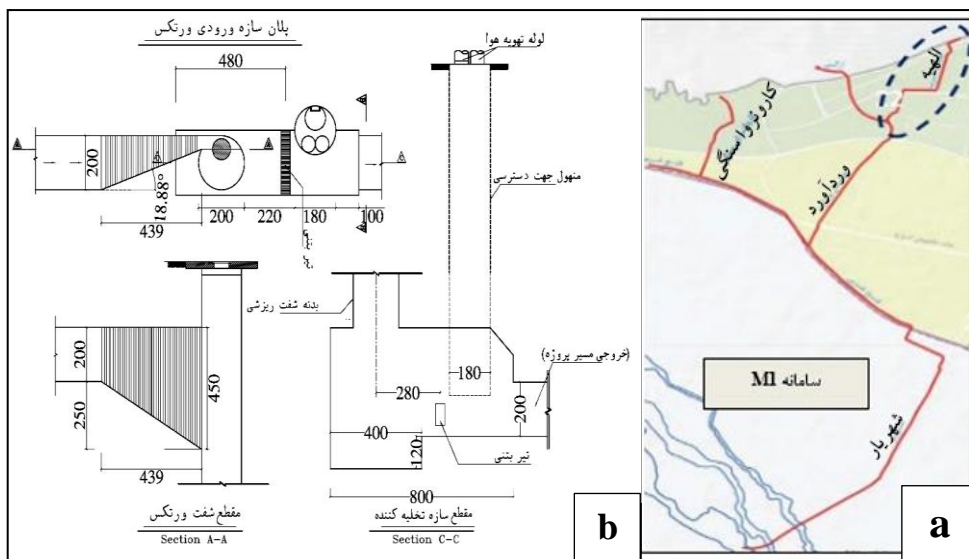 پلان سازه ورودی ورتکس
480
200
18.88°
439
200
220
180
100
لوله تهویه هوا
منهول جهت دسترسی
بدنه شفت ریزشی
(خروجی مسیر پروژه)
200
250
450
439
مقطع شفت ورتکس
Section A-A
180
280
400
120
200
800
تیر بتنی
مقطع سازه تخلیه کننده
Section C-C
b
الهیه
وردآورد
شهریار
سامانه M1
a